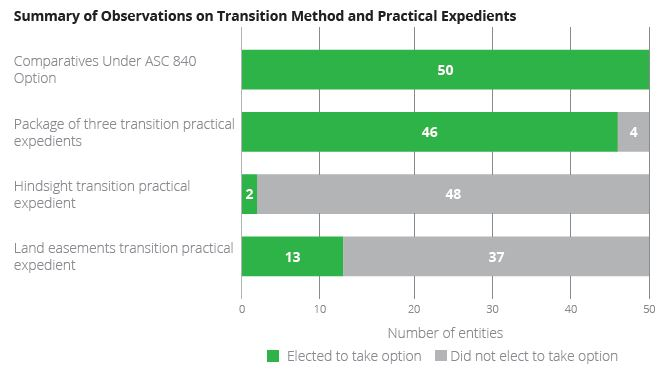 Summary of Observations on Transition Method and Practical Expedients
Comparatives Under ASC 840
Option
50
Package of three transition practical
expedients
46
4
Hindsight transition practical
expedient
2
48
Land easements transition practical
expedient
13
37
0
10
20
30
40
50
Number of entities
Elected to take option
Did not elect to take option